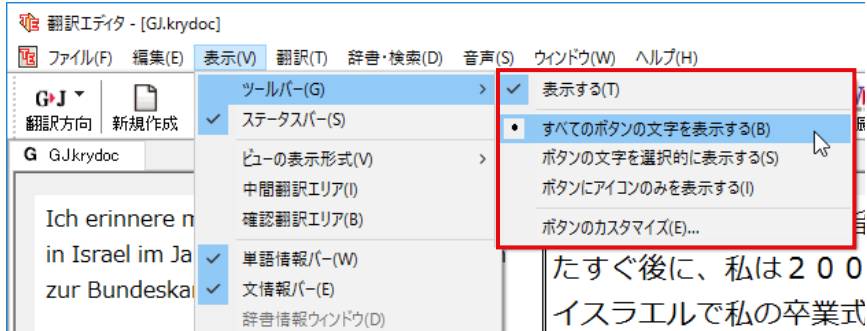 翻訳エディタ - [GJ.krydoc]
ファイル(F) 編集(E) 表示(V) 翻訳(T) 辞書・検索(D) 音声(S) ウィンドウ(W) ヘルプ(H)
G▸J
翻訳方向 新規作成
G GJ.krydoc
ツールバー(G)
ステータスバー(S)
ビューの表示形式(V)
中間翻訳エリア(I)
確認翻訳エリア(B)
単語情報バー(W)
文情報バー(E)
辞書情報ウィンドウ(D)
表示する(T)
すべてのボタンの文字を表示する(B)
ボタンの文字を選択的に表示する(S)
ボタンにアイコンのみを表示する(I)
ボタンのカスタマイズ(E)...
Ich erinnere
in Israel im
zur
たすぐ後に、私は２００
イスラエルで私の卒業式